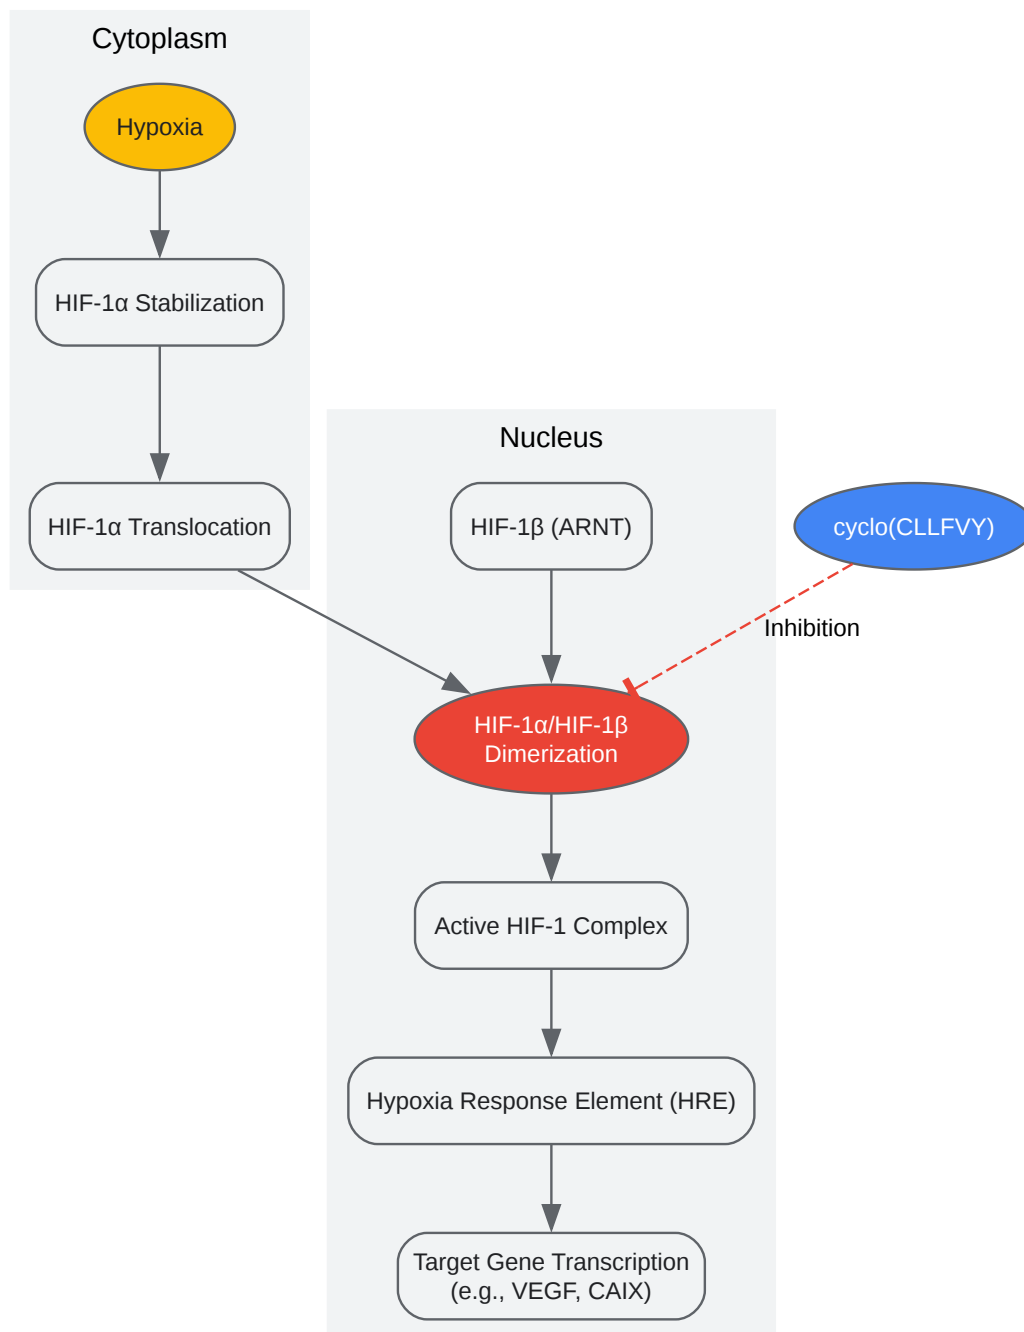 Cytoplasm
Hypoxia
HIF-1α Stabilization
HIF-1α Translocation
Nucleus
HIF-1β (ARNT)
cyclo(CLLFVY)
Inhibition
HIF-1α/HIF-1β
Dimerization
Active HIF-1 Complex
Hypoxia Response Element (HRE)
Target Gene Transcription
(e.g., VEGF, CAIX)